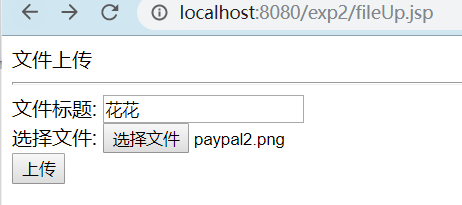 localhost:8080/exp2/fileUp.jsp
文件上传
文件标题: 花花
选择文件: 选择文件 paypal2.png
上传